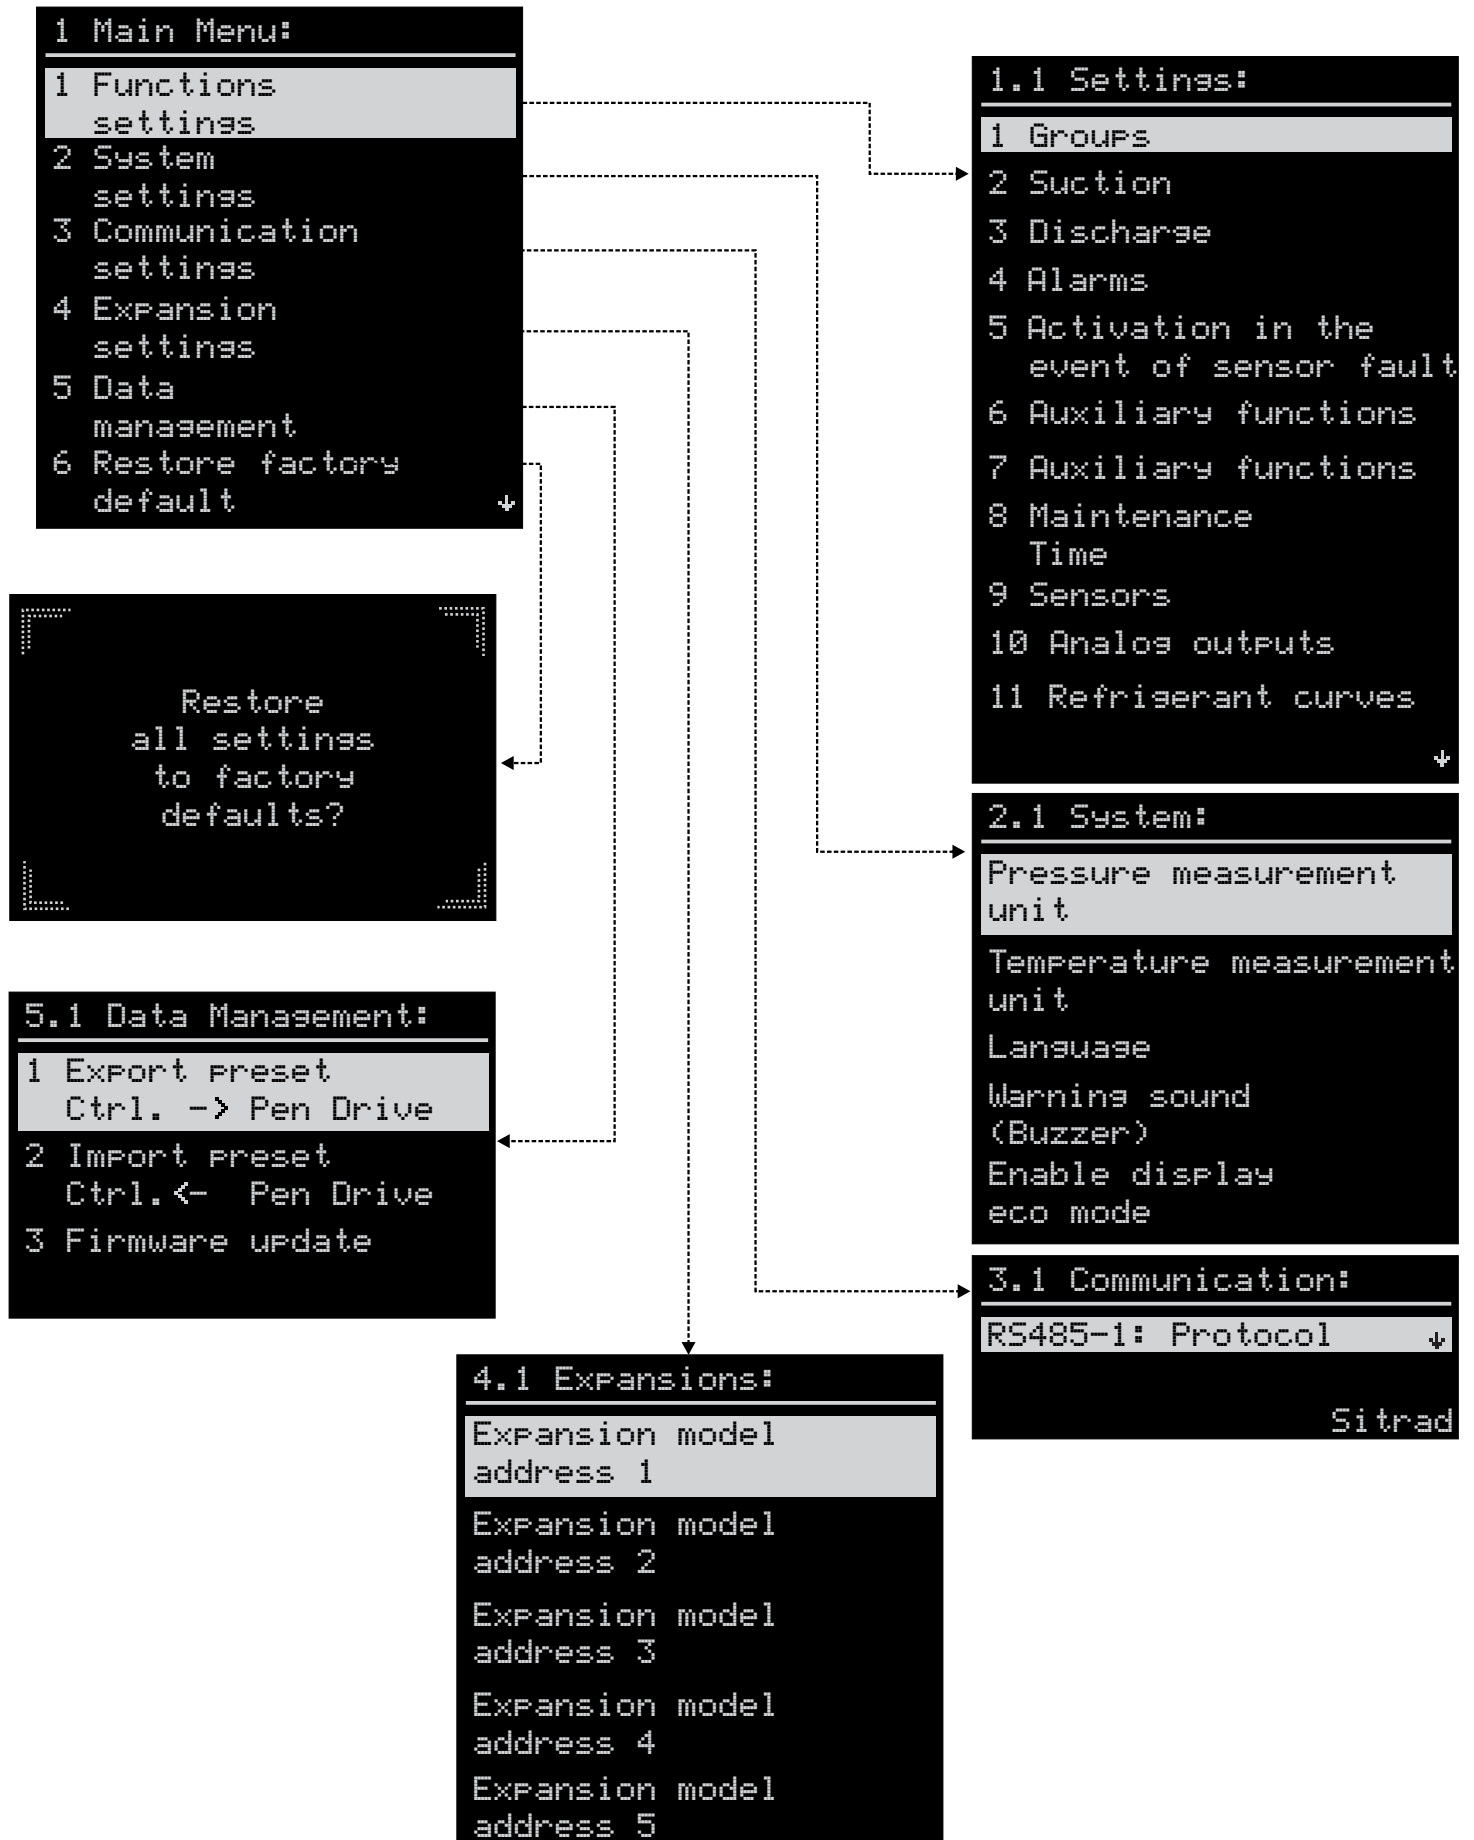 1 Main Menu:
1 Functions
settings
2 System
settings
3 Communication
settings
4 Expansion
settings
5 Data
management
6 Restore factory
default
Restore
all settings
to factory
defaults?
5.1 Data Management:
1 Export preset
Ctrl. -> Pen Drive
2 Import preset
Ctrl.<- Pen Drive
3 Firmware update
4.1 Expansions:
Expansion model
address 1
Expansion model
address 2
Expansion model
address 3
Expansion model
address 4
Expansion model
address 5
1.1 Settings:
1 Groups
2 Suction
3 Discharge
4 Alarms
5 Activation in the
event of sensor fault
6 Auxiliary functions
7 Auxiliary functions
8 Maintenance
Time
9 Sensors
10 Analog outputs
11 Refrigerant curves
2.1 System:
Pressure measurement
unit
Temperature measurement
unit
Language
Warning sound
(Buzzer)
Enable display
eco mode
3.1 Communication:
RS485-1: Protocol
Sitrad